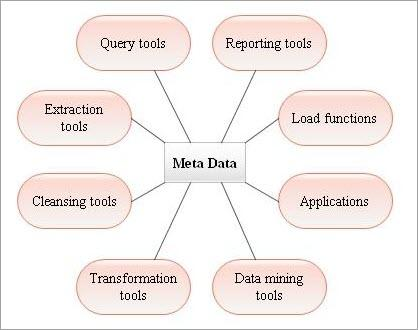 Query tools
Reporting tools
Extraction
tools
Load functions
Meta Data
Cleansing tools
Applications
Transformation
tools
Data mining
tools